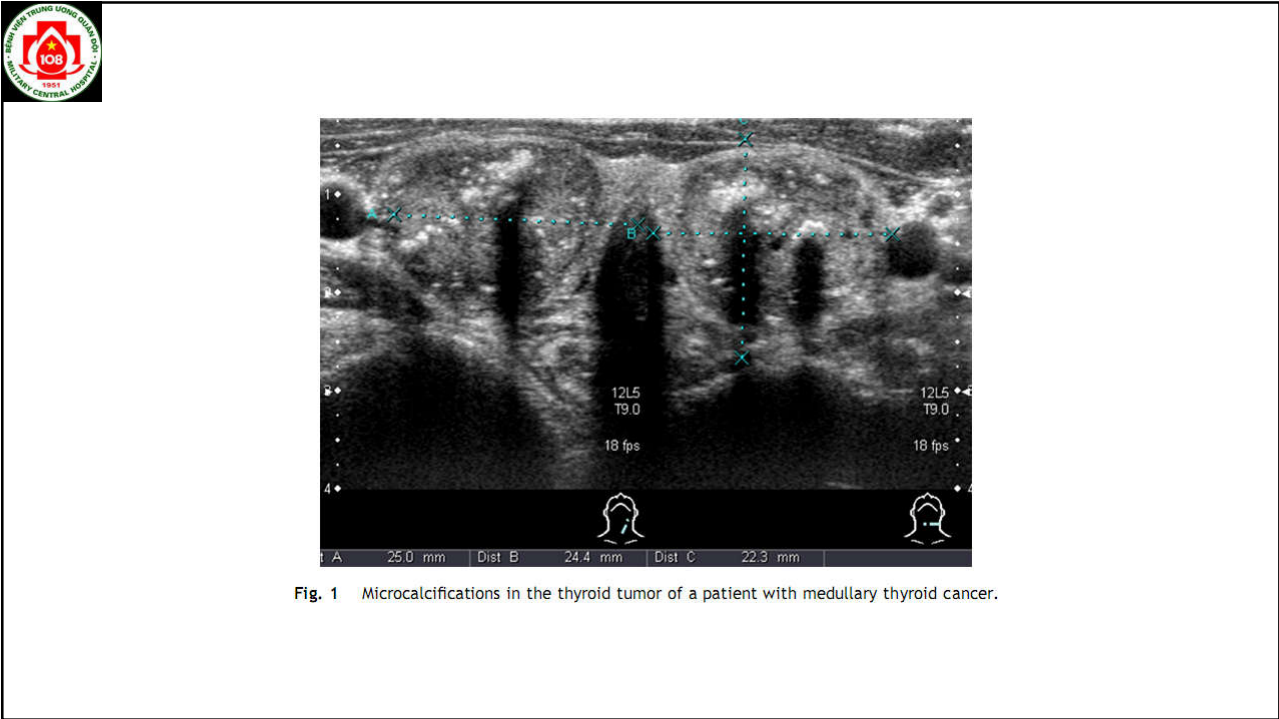 BỆNH VIỆN TRUNG ƯƠNG QUÂN ĐỘI
108
1951
MILITARY CENTRAL HOSPITAL
1
1
A
B
2
3
4
4
12L5
T9.0
18 fps
12L5
T9.0
18 fps
t A 25.0 mm Dist B 24.4 mm Dist C 22.3 mm
Fig. 1 Microcalcifications in the thyroid tumor of a patient with medullary thyroid cancer.